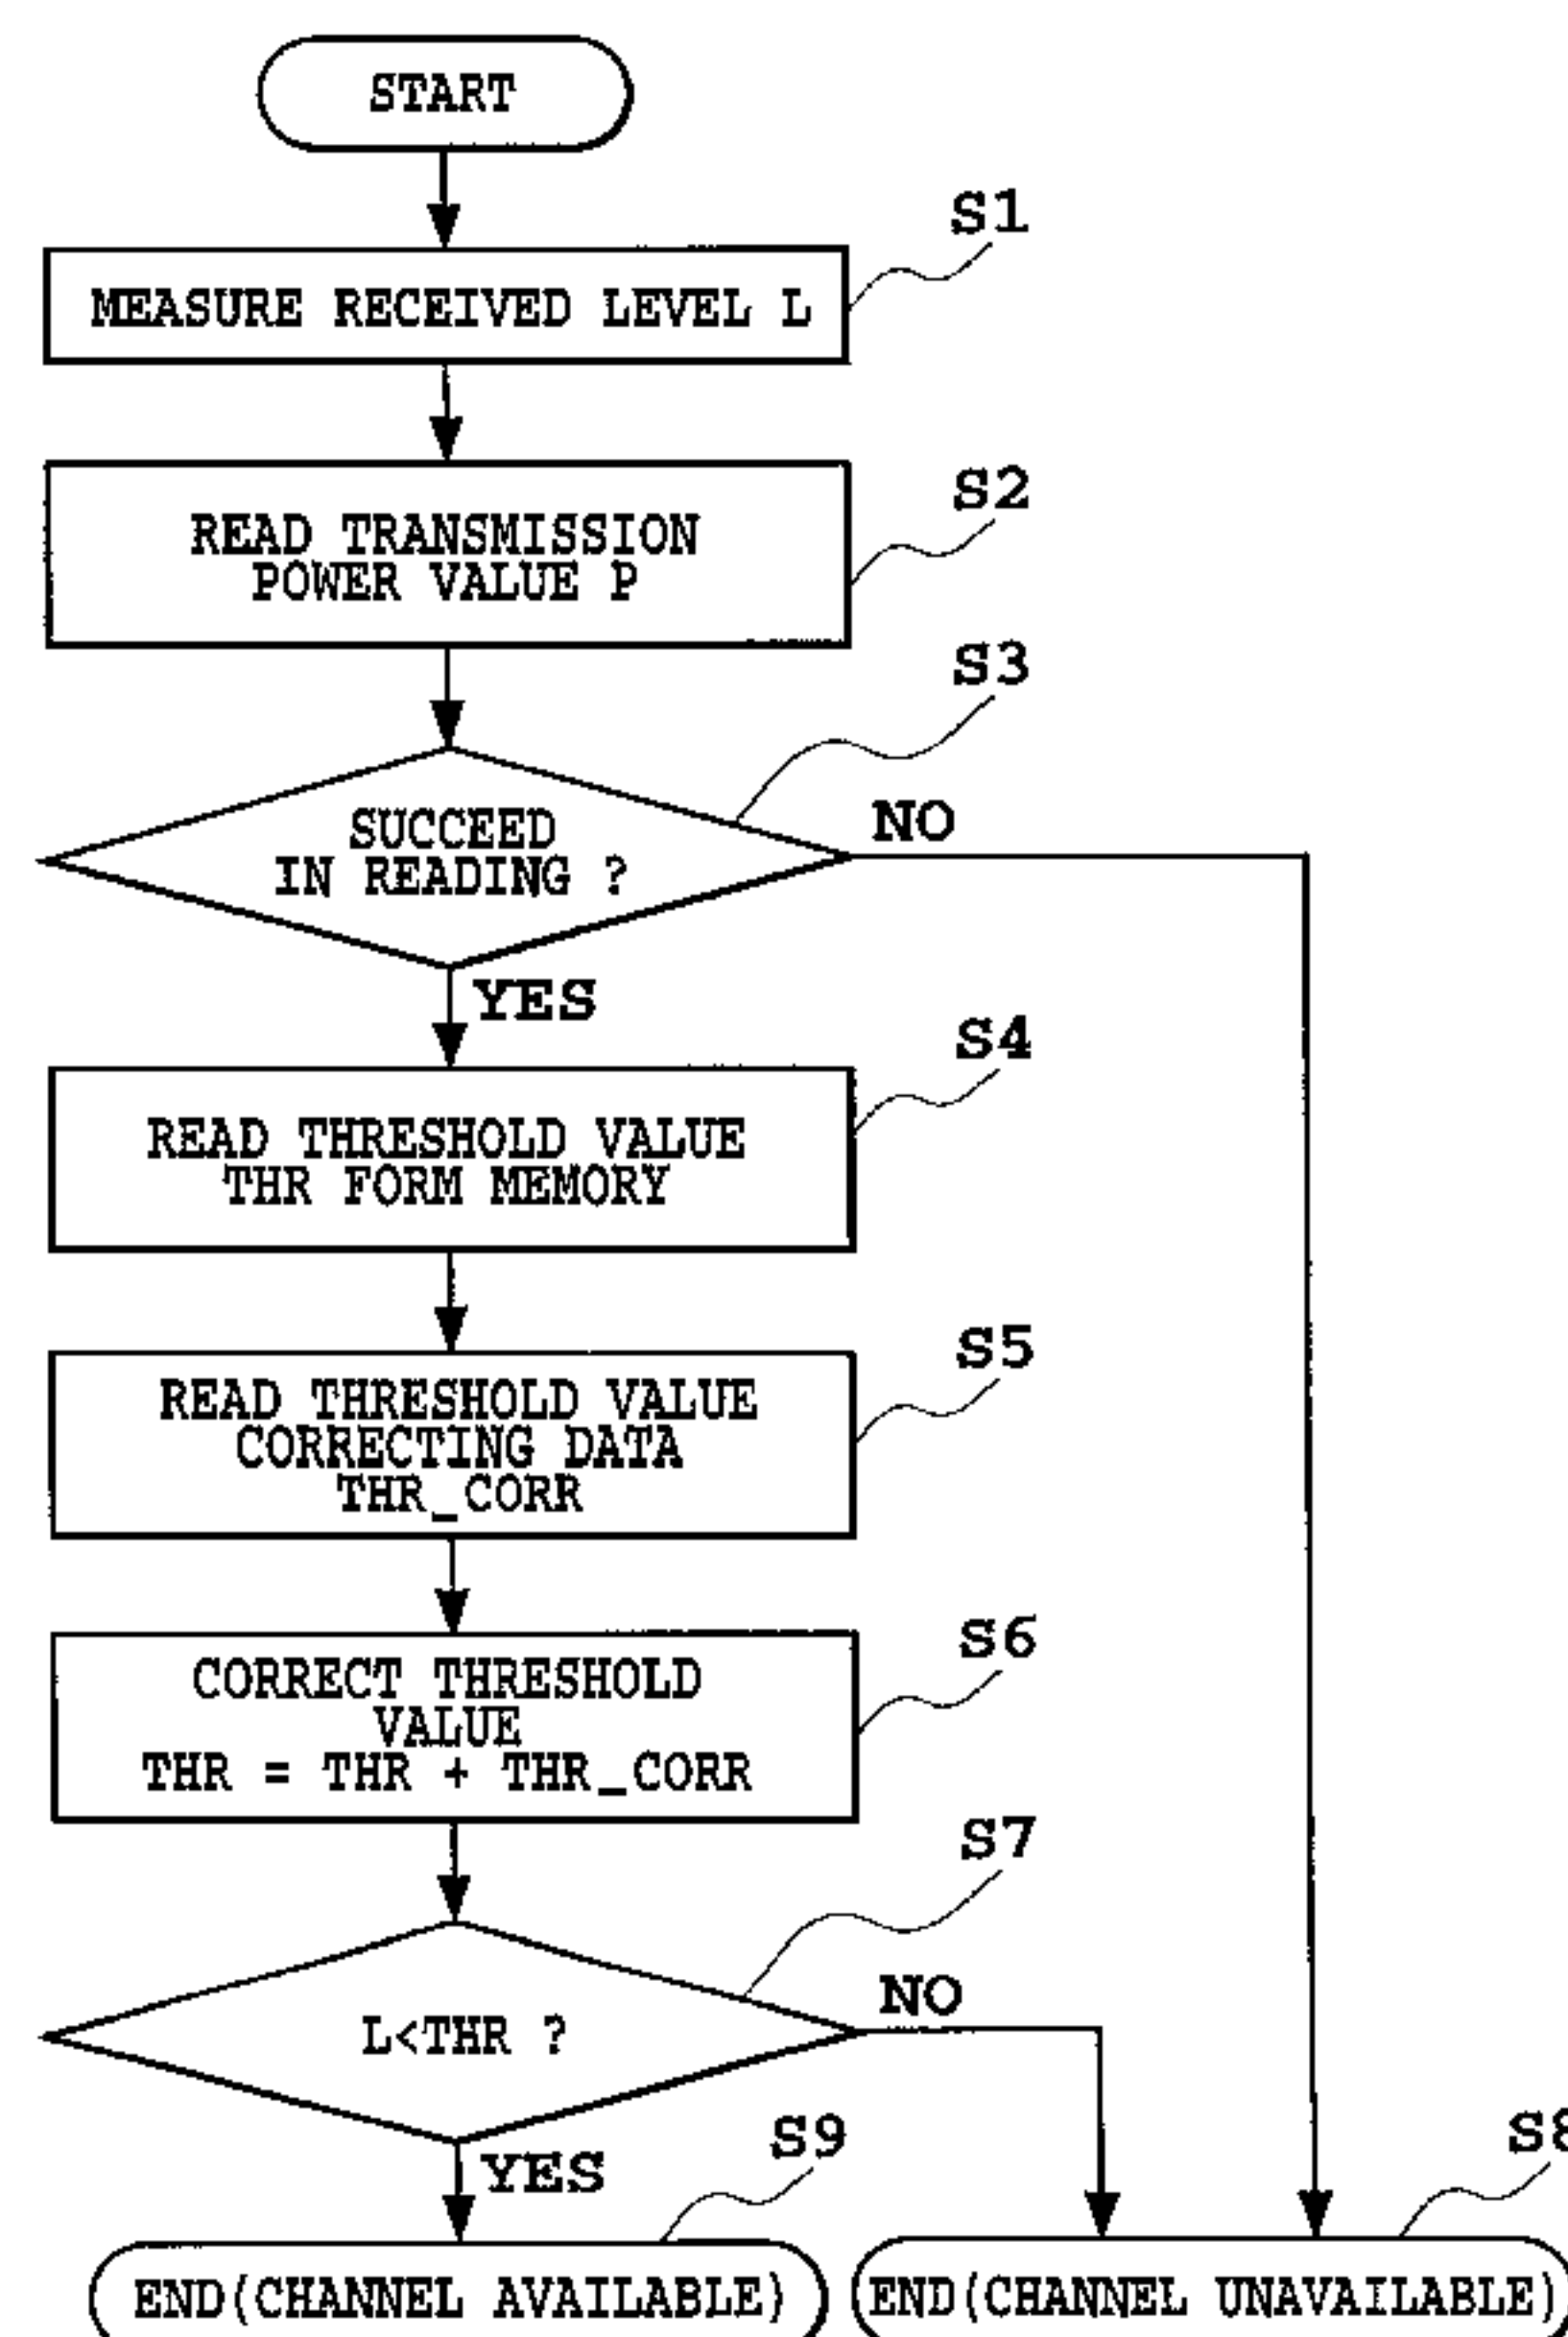 START
S1
MEASURE RECEIVED LEVEL L
S2
READ TRANSMISSION
POWER VALUE P
S3
SUCCEED
IN READING ?
NO
YES
S4
READ THRESHOLD VALUE
THR FORM MEMORY
S5
READ THRESHOLD VALUE
CORRECTING DATA
THR_CORR
S6
CORRECT THRESHOLD
VALUE
THR = THR + THR_CORR
S7
L<THR ?
NO
YES
S9
S8
END(CHANNEL AVAILABLE)
END(CHANNEL UNAVAILABLE)